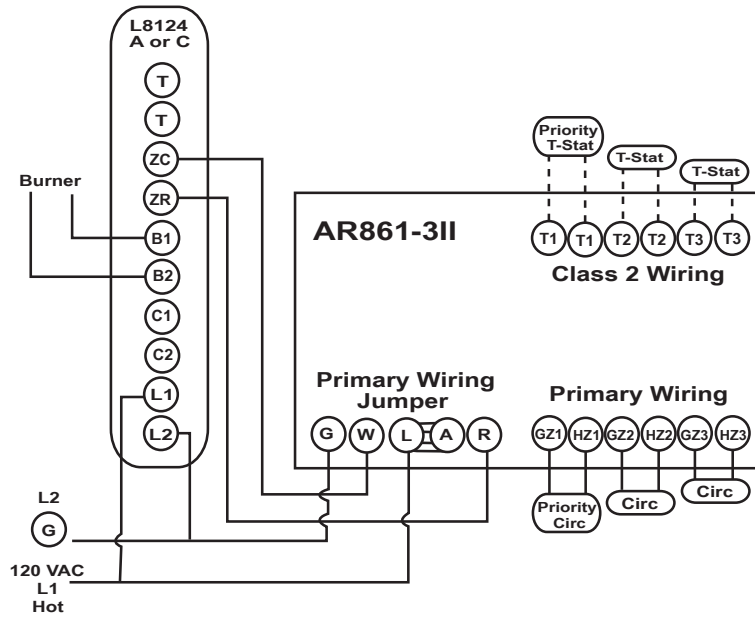 L8124
A or C
T
T
ZC
ZR
B1
B2
C1
C2
L1
L2
Burner
L2
G
120 VAC
L1
Hot
AR861-3II
Priority
T-Stat
T-Stat
T-Stat
T1 T1 T2 T2 T3 T3
Class 2 Wiring
Primary Wiring
Jumper
G W L A R
Primary Wiring
GZ1 HZ1 GZ2 HZ2 GZ3 HZ3
Priority
Circ
Circ
Circ